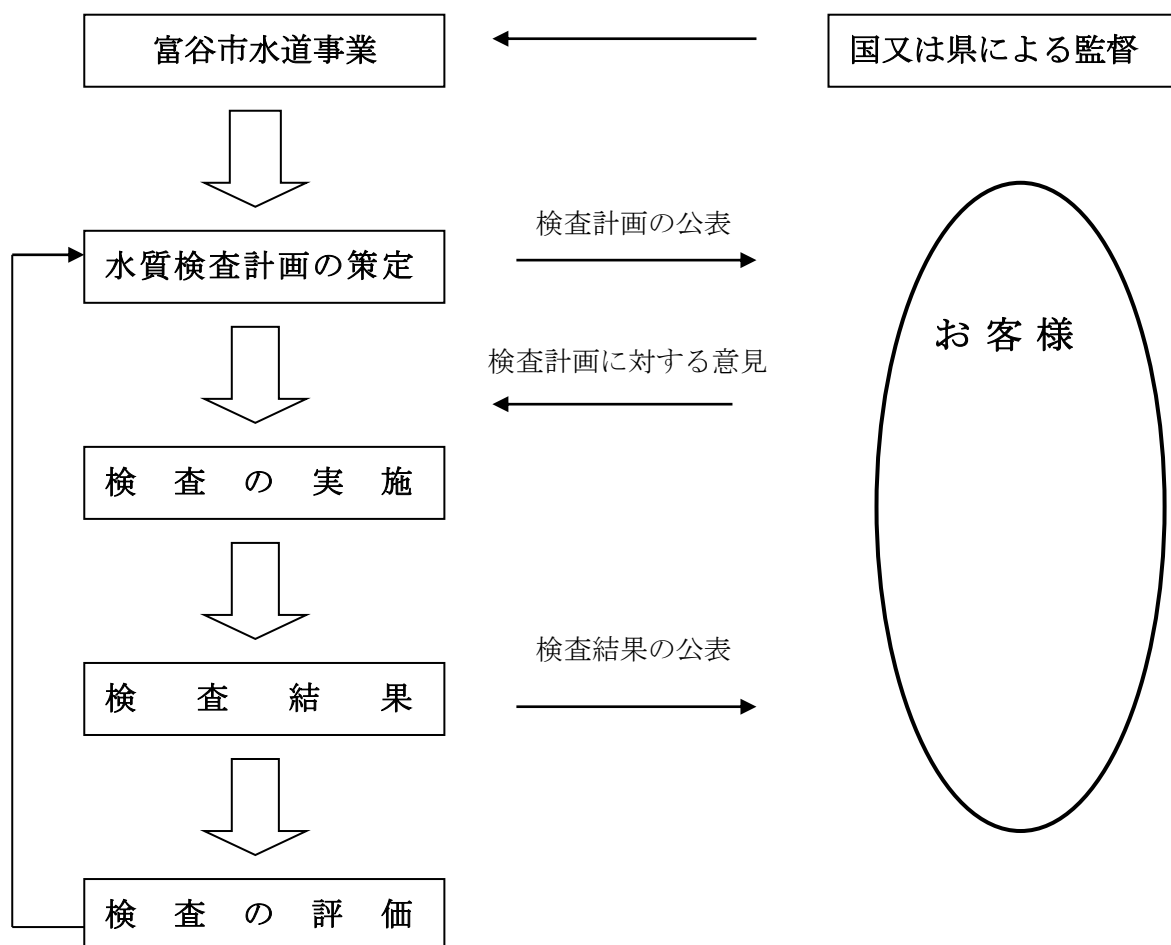 富谷市水道事業
国又は県による監督
検査計画の公表
水質検査計画の策定
お客様
検査計画に対する意見
検査の実施
検査結果の公表
検査結果
検査の評価